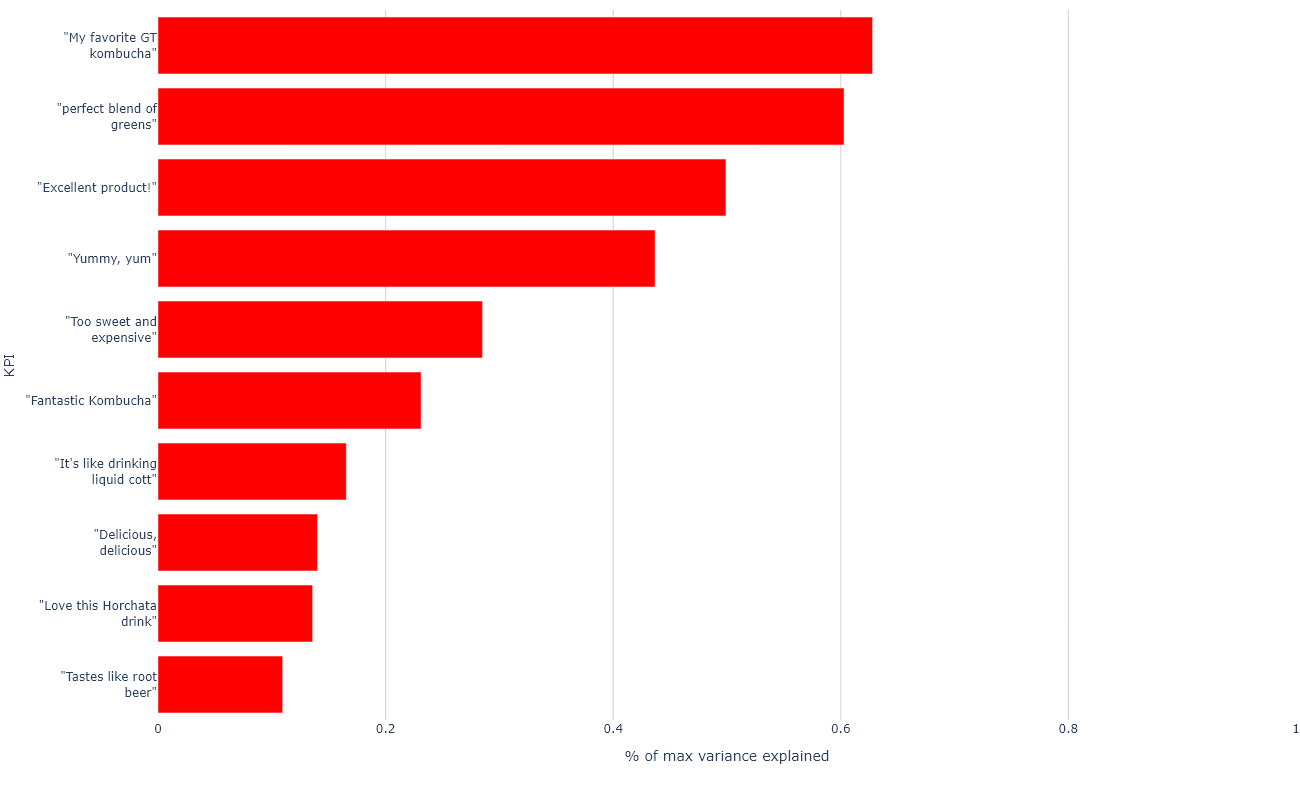 "My favorite GT
kombucha"
"perfect blend of
greens"
"Excellent product!"
"Yummy, yum"
"Too sweet and
expensive"
KPI
"Fantastic Kombucha"
"It's like drinking
liquid cott"
"Delicious,
delicious"
"Love this Horchata
drink"
"Tastes like root
beer"
0 0.2 0.4 0.6 0.8 1
% of max variance explained